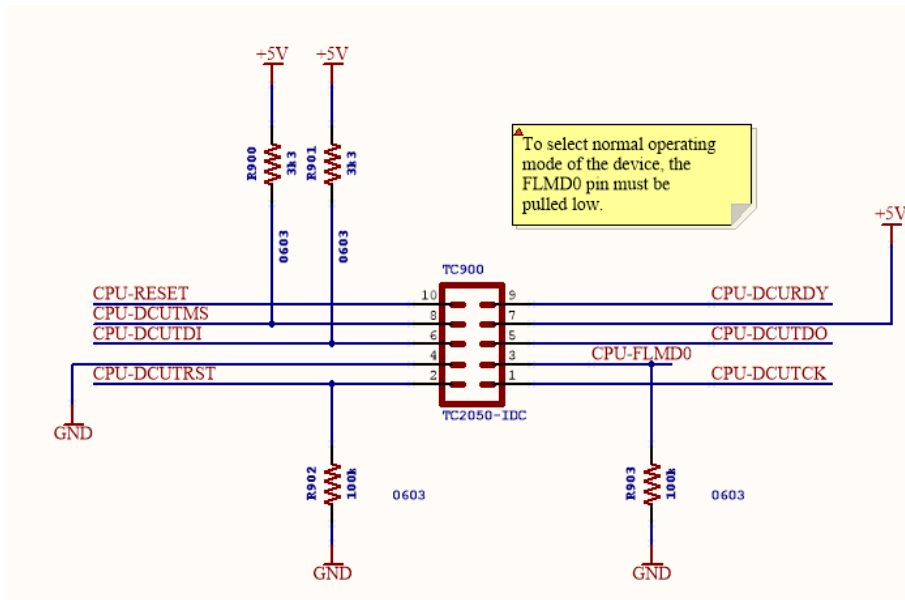 +5V +5V
R900 3k3 R901 3k3
To select normal operating
mode of the device, the
FLMD0 pin must be
pulled low.
+5V
0603 0603
TC900
CPU-RESET 10 9 CPU-DCURDY
CPU-DCUTMS 8 7
CPU-DCUTDI 6 5 CPU-DCUTDO
4 3 CPU-FLMD0
CPU-DCUTRST 2 1 CPU-DCUTCK
TC2050-IDC
GND
R902 100k 0603 R903 100k 0603
GND GND